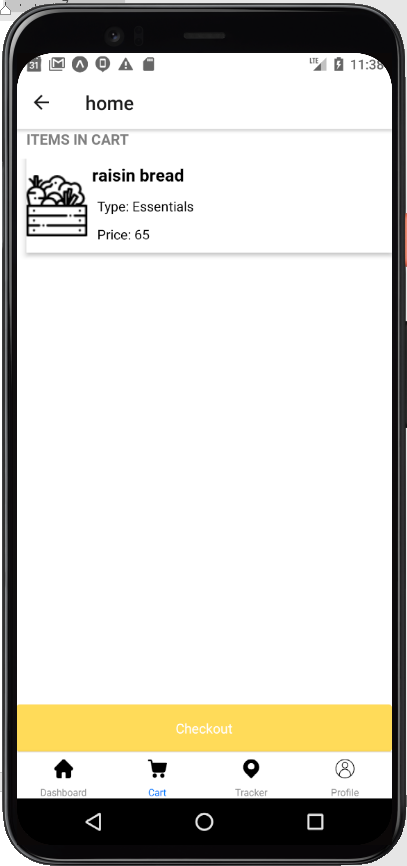 31
LTE
11:38
home
ITEMS IN CART
raisin bread
Type: Essentials
Price: 65
Checkout
Dashboard
Cart
Tracker
Profile